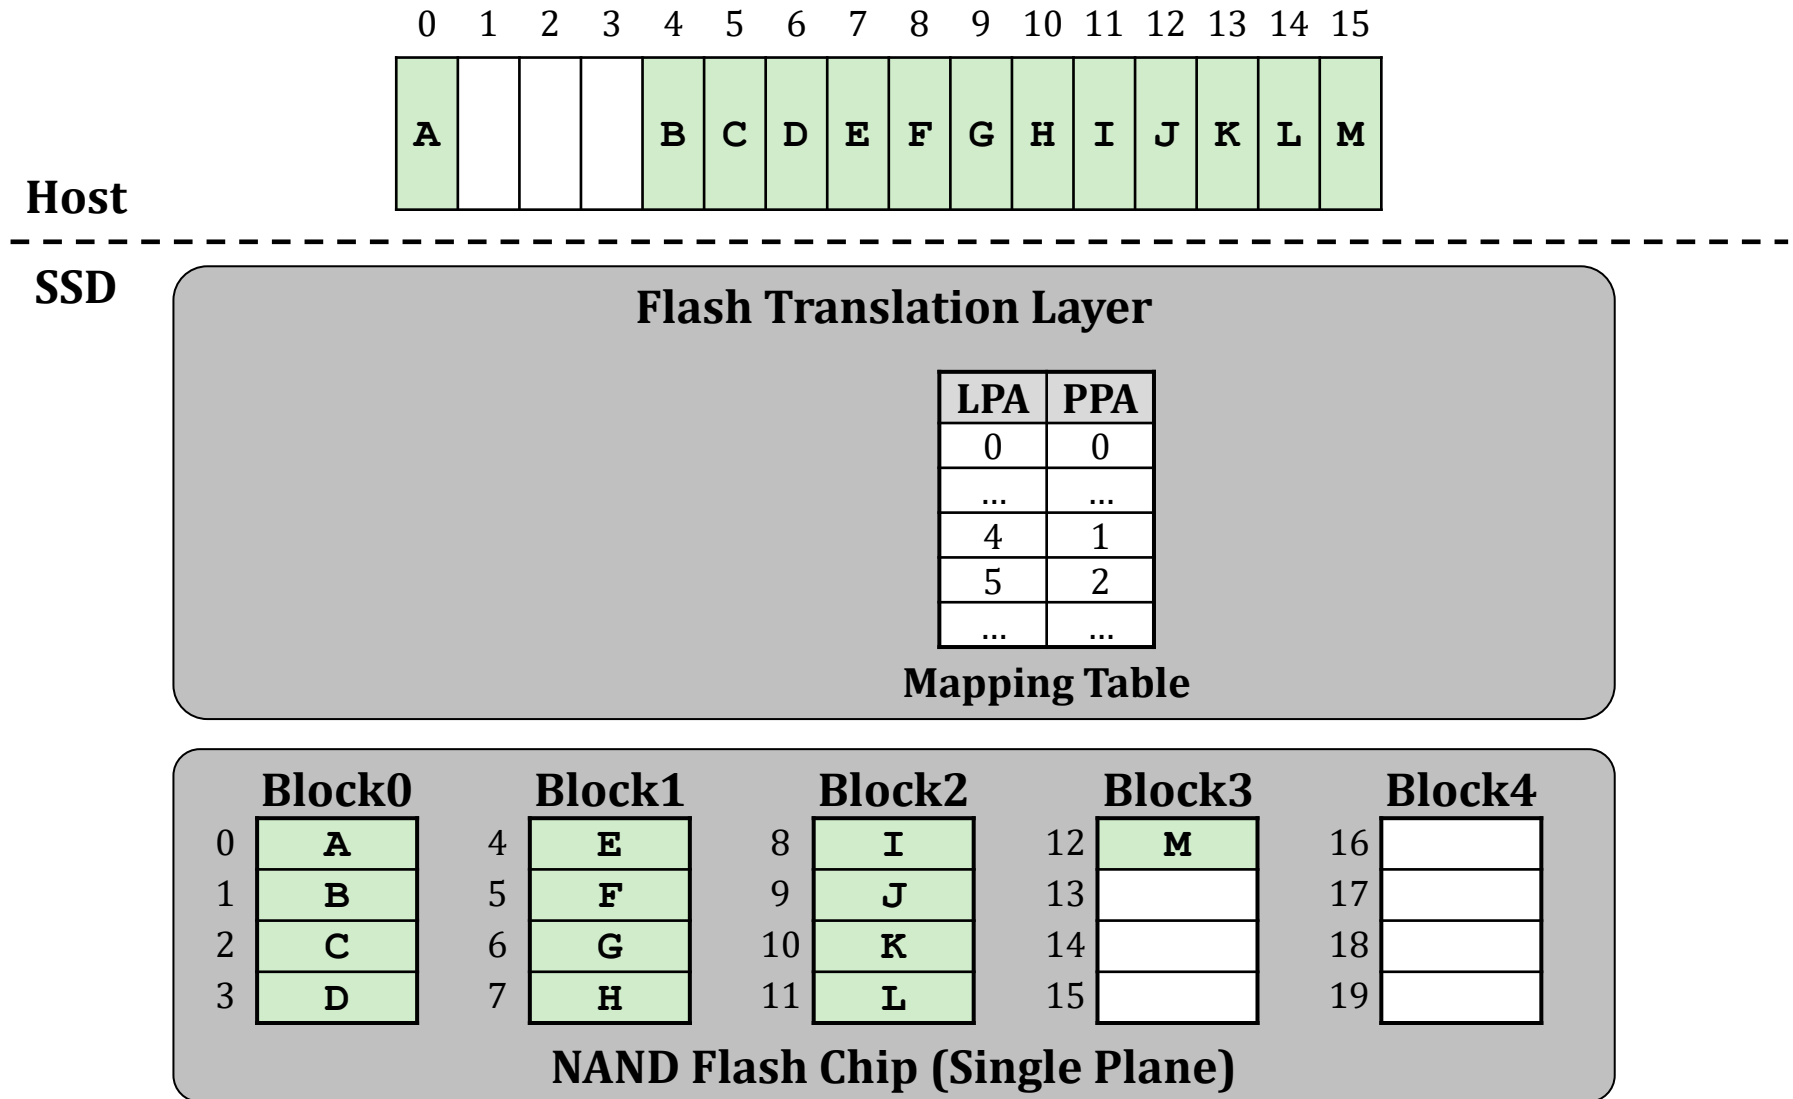 0 1 2 3 4 5 6 7 8 9 10 11 12 13 14 15
A B C D E F G H I J K L M
Host
SSD
Flash Translation Layer
LPA PPA
0 0
... ...
4 1
5 2
... ...
Mapping Table
Block0 Block1 Block2 Block3 Block4
0 A 4 E 8 I 12 M 16
1 B 5 F 9 J 13 17
2 C 6 G 10 K 14 18
3 D 7 H 11 L 15 19
NAND Flash Chip (Single Plane)